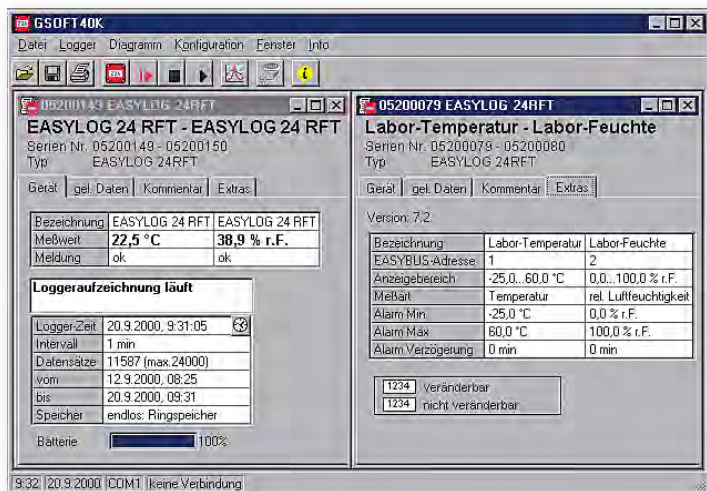 GSOFT40K
Datei Logger Diagramm Konfiguration Fenster Info
05200149 EASYLOG 24RFT
EASYLOG 24 RFT - EASYLOG 24 RFT
Serien Nr. 05200149 - 05200150
Typ EASYLOG 24RFT
Gerät gel. Daten Kommentar Extras
Bezeichnung EASYLOG 24 RFT EASYLOG 24 RFT
Meßwert 22,5 °C 38,9 % r.F.
Meldung ok ok
Loggeraufzeichnung läuft
Logger-Zeit 20.9.2000, 9:31:05
Intervall 1 min
Datensätze 11587 (max.24000)
vom 12.9.2000, 08:25
bis 20.9.2000, 09:31
Speicher endlos: Ringspeicher
Batterie 100%
05200079 EASYLOG 24RFT
Labor-Temperatur - Labor-Feuchte
Serien Nr. 05200079 - 05200080
Typ EASYLOG 24RFT
Gerät gel. Daten Kommentar Extras
Version: 7.2
Bezeichnung Labor-Temperatur Labor-Feuchte
EASYBUS-Adresse 1 2
Anzeigebereich -25,0...60,0 °C 0,0...100,0 % r.F.
Meßart Temperatur rel. Luftfeuchtigkeit
Alarm Min -25,0 °C 0,0 % r.F.
Alarm Max 60,0 °C 100,0 % r.F.
Alarm Verzögerung 0 min 0 min
1234 veränderbar
1234 nicht veränderbar
9:32 20.9.2000 COM1 keine Verbindung